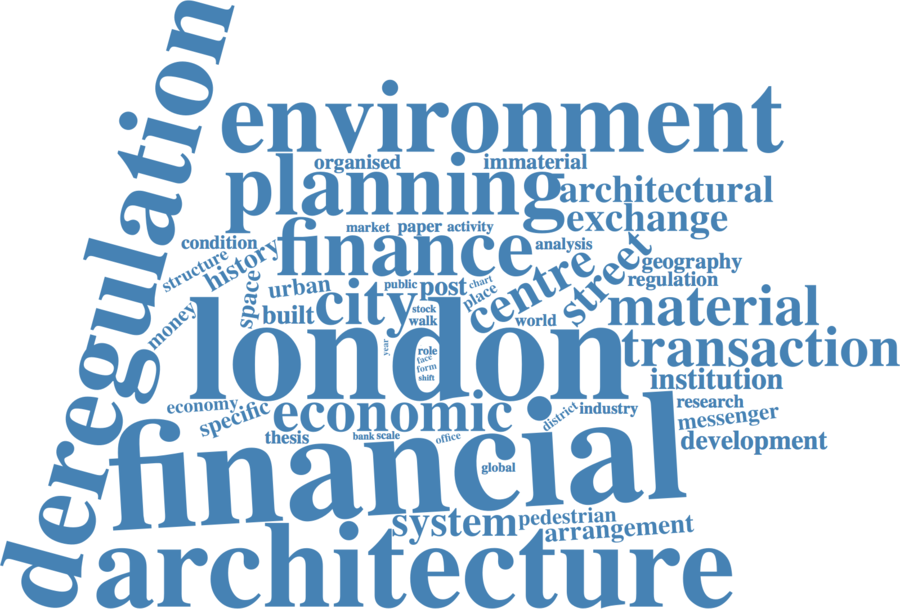 deregulation
environment
organised
immaterial
planning
architectural
exchange
market
paper
activity
condition
history
finance
analysis
street
structure
centre
geography
space
urban
public
post
chart
place
regulation
city
material
money
built
stock
walk
world
london
year
role
face
form
shift
transaction
institution
economy
specific
economic
district
industry
research
messenger
thesis
bank
scale
office
development
financial
global
system
pedestrian
arrangement
architecture